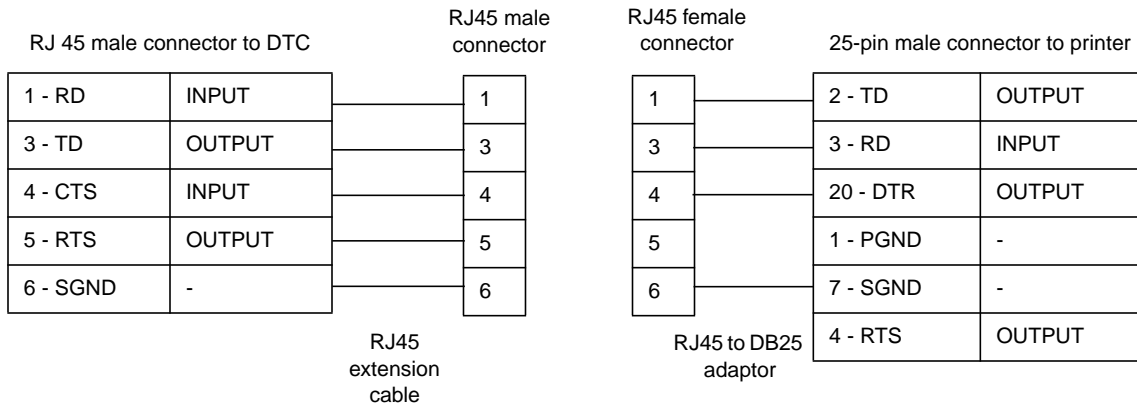 RJ 45 male connector to DTC
1 - RD INPUT
3 - TD OUTPUT
4 - CTS INPUT
5 - RTS OUTPUT
6 - SGND -
RJ45 male
connector
1
3
4
5
6
RJ45
extension
cable
RJ45 female
connector
1
3
4
5
6
RJ45 to DB25
adaptor
25-pin male connector to printer
2 - TD OUTPUT
3 - RD INPUT
20 - DTR OUTPUT
1 - PGND -
7 - SGND -
4 - RTS OUTPUT